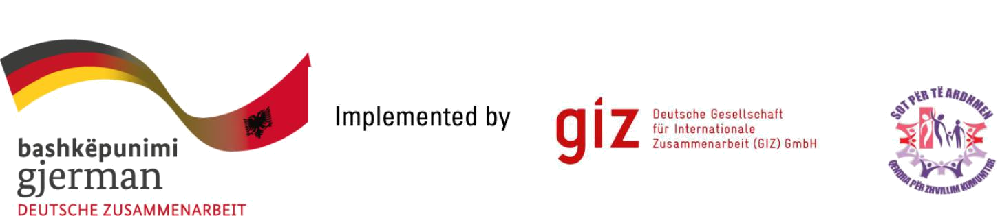 bashkëpunimi
gjerman
DEUTSCHE ZUSAMMENARBEIT
Implemented by
giz
Deutsche Gesellschaft
für Internationale
Zusammenarbeit (GIZ) GmbH
SOT PËR TË ARDHMEN
QENDRA PËR ZHVILLIM KOMUNITAR